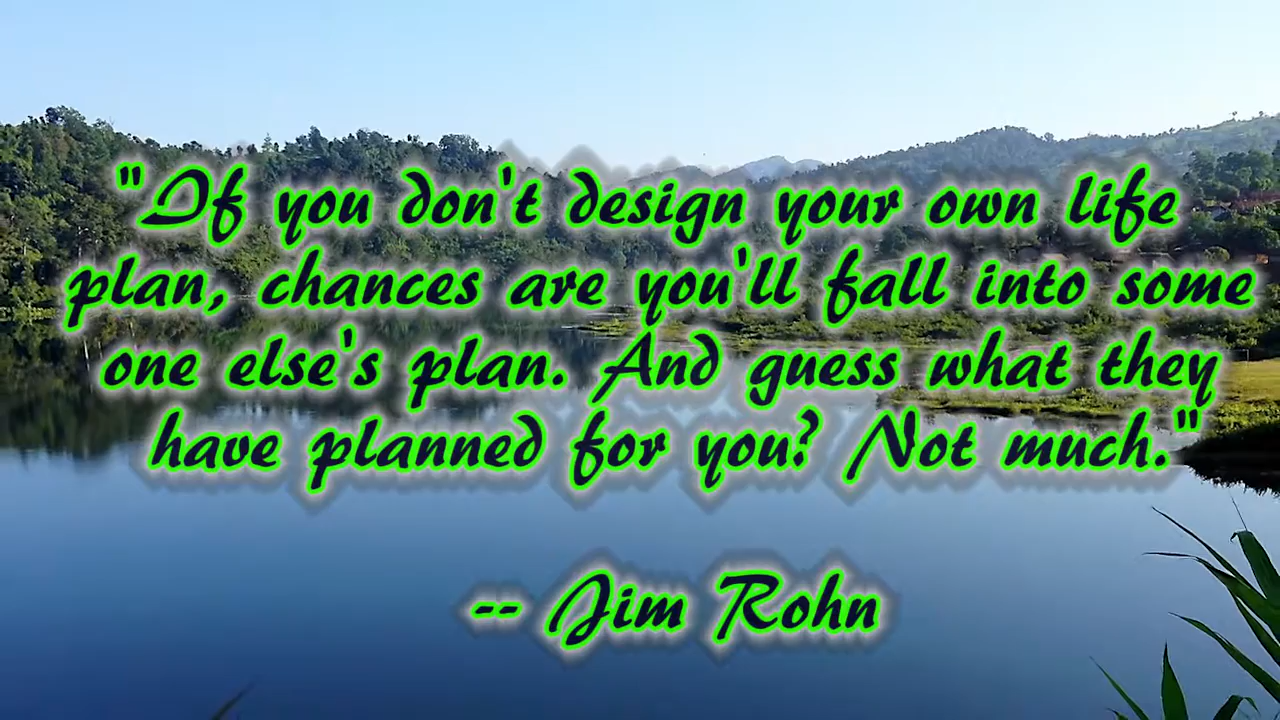 "If you don't design your own life
plan, chances are you'll fall into some
one else's plan. And guess what they
have planned for you? Not much."
-- Jim Rohn